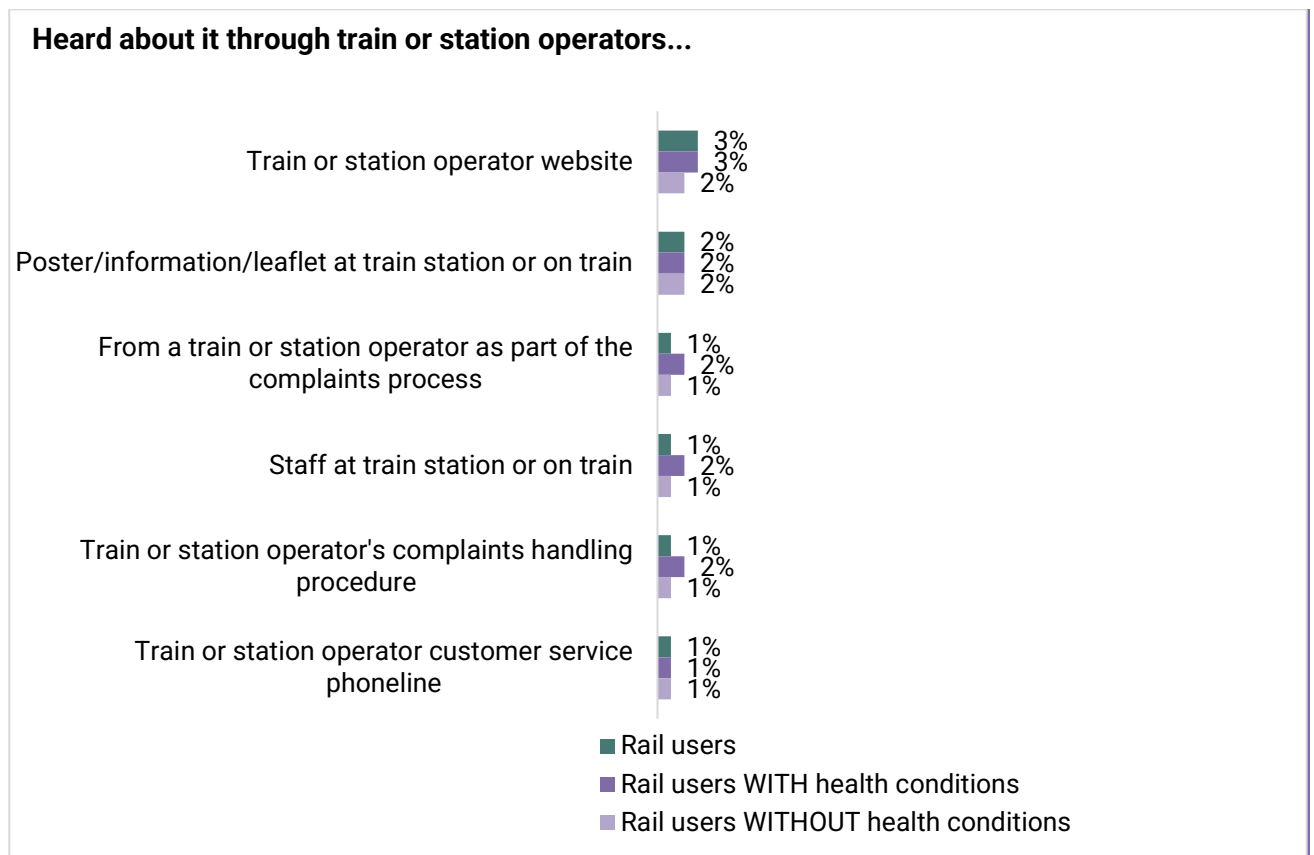 Heard about it through train or station operators...
Train or station operator website
3%
3%
2%
Poster/information/leaflet at train station or on train
2%
2%
2%
From a train or station operator as part of the
complaints process
1%
2%
1%
Staff at train station or on train
1%
2%
1%
Train or station operator's complaints handling
procedure
1%
2%
1%
Train or station operator customer service
phoneline
1%
1%
1%
Rail users
Rail users WITH health conditions
Rail users WITHOUT health conditions